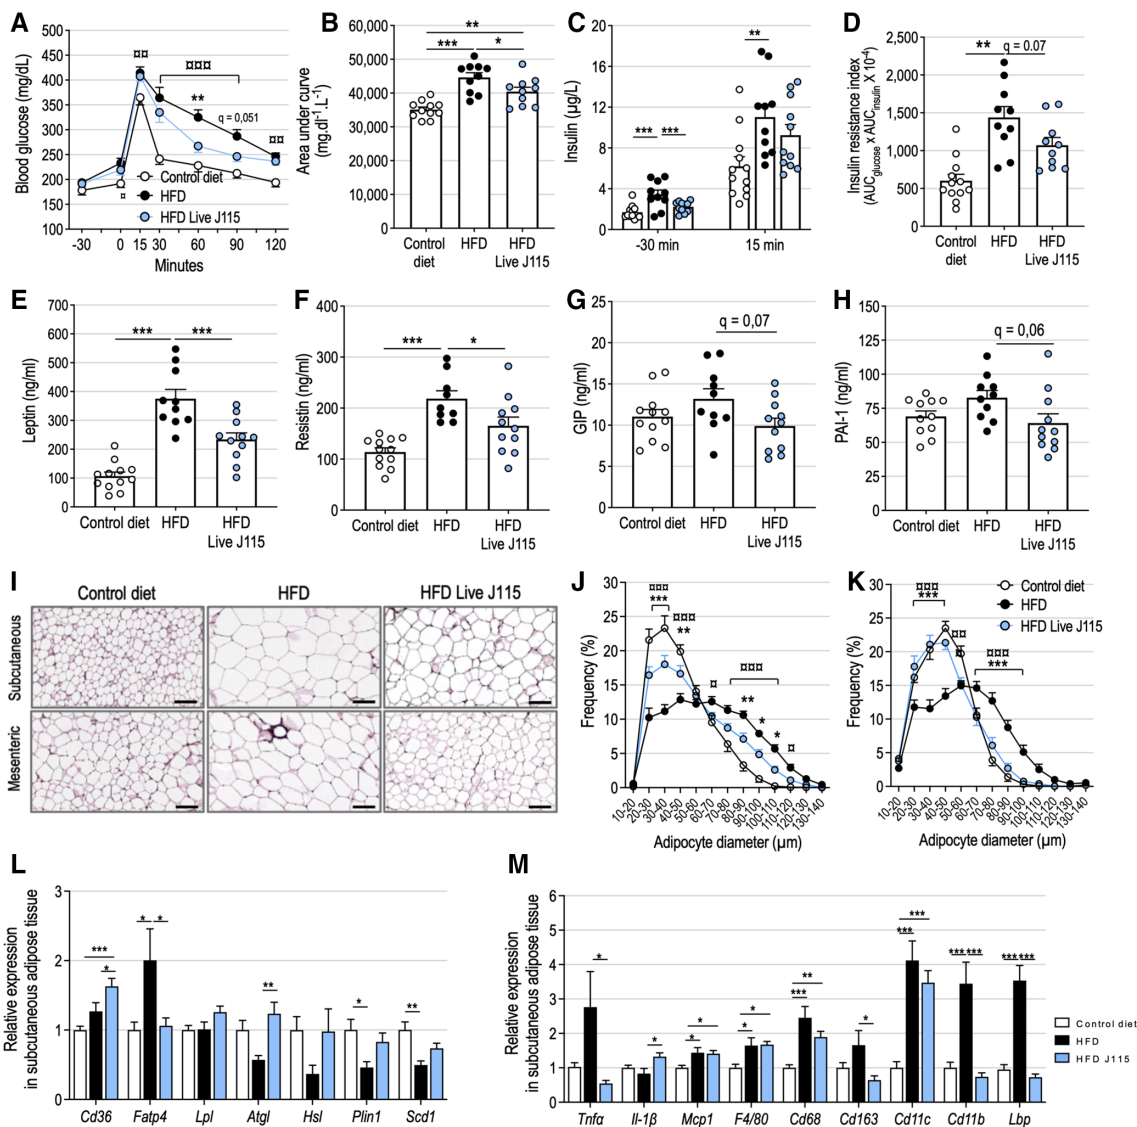 A
Blood glucose (mg/dL)
500
450
400
350
300
250
200
150
100
¤¤
¤¤¤
**
q = 0,051
¤¤
¤
Control diet
HFD
HFD Live J115
-30 0 15 30 60 90 120
Minutes
B
Area under curve
(mg.dl⁻¹.L⁻¹)
60,000
50,000
40,000
30,000
20,000
10,000
0
**
*** *
Control diet
HFD
HFD Live J115
C
Insulin (µg/L)
20
16
12
8
4
0
*** ***
**
-30 min 15 min
D
Insulin resistance index
(AUCglucose x AUCinsulin X 10⁻⁴)
2,500
2,000
1,500
1,000
500
0
** q = 0.07
Control diet
HFD
HFD Live J115
E
Leptin (ng/ml)
700
600
500
400
300
200
100
0
*** ***
Control diet HFD HFD
Live J115
F
Resistin (ng/ml)
400
300
200
100
0
*** *
Control diet HFD HFD
Live J115
G
GIP (ng/ml)
25
20
15
10
5
0
q = 0,07
Control diet HFD HFD
Live J115
H
PAI-1 (ng/ml)
150
125
100
75
50
25
0
q = 0,06
Control diet HFD HFD
Live J115
I
Control diet HFD HFD Live J115
Subcutaneous
Mesenteric
J
Frequency (%)
30
25
20
15
10
5
0
¤¤¤
***
¤¤¤
**
¤
¤¤¤
**
*
*
¤
10-20 20-30 30-40 40-50 50-60 60-70 70-80 80-90 90-100 100-110 110-120 120-130 130-140
Adipocyte diameter (µm)
K
Frequency (%)
30
25
20
15
10
5
0
¤¤¤
***
¤¤
¤
¤¤¤
***
Control diet
HFD
HFD Live J115
10-20 20-30 30-40 40-50 50-60 60-70 70-80 80-90 90-100 100-110 110-120 120-130 130-140
Adipocyte diameter (µm)
L
Relative expression
in subcutaneous adipose tissue
3
2
1
0
***
*
* *
**
*
**
Cd36 Fatp4 Lpl Atgl Hsl Plin1 Scd1
M
Relative expression
in subcutaneous adipose tissue
6
5
4
3
2
1
0
*
*
*
*
*
*
**
***
*
***
***
*** ***
*** ***
Tnfα Il-1β Mcp1 F4/80 Cd68 Cd163 Cd11c Cd11b Lbp
Control diet
HFD
HFD J115